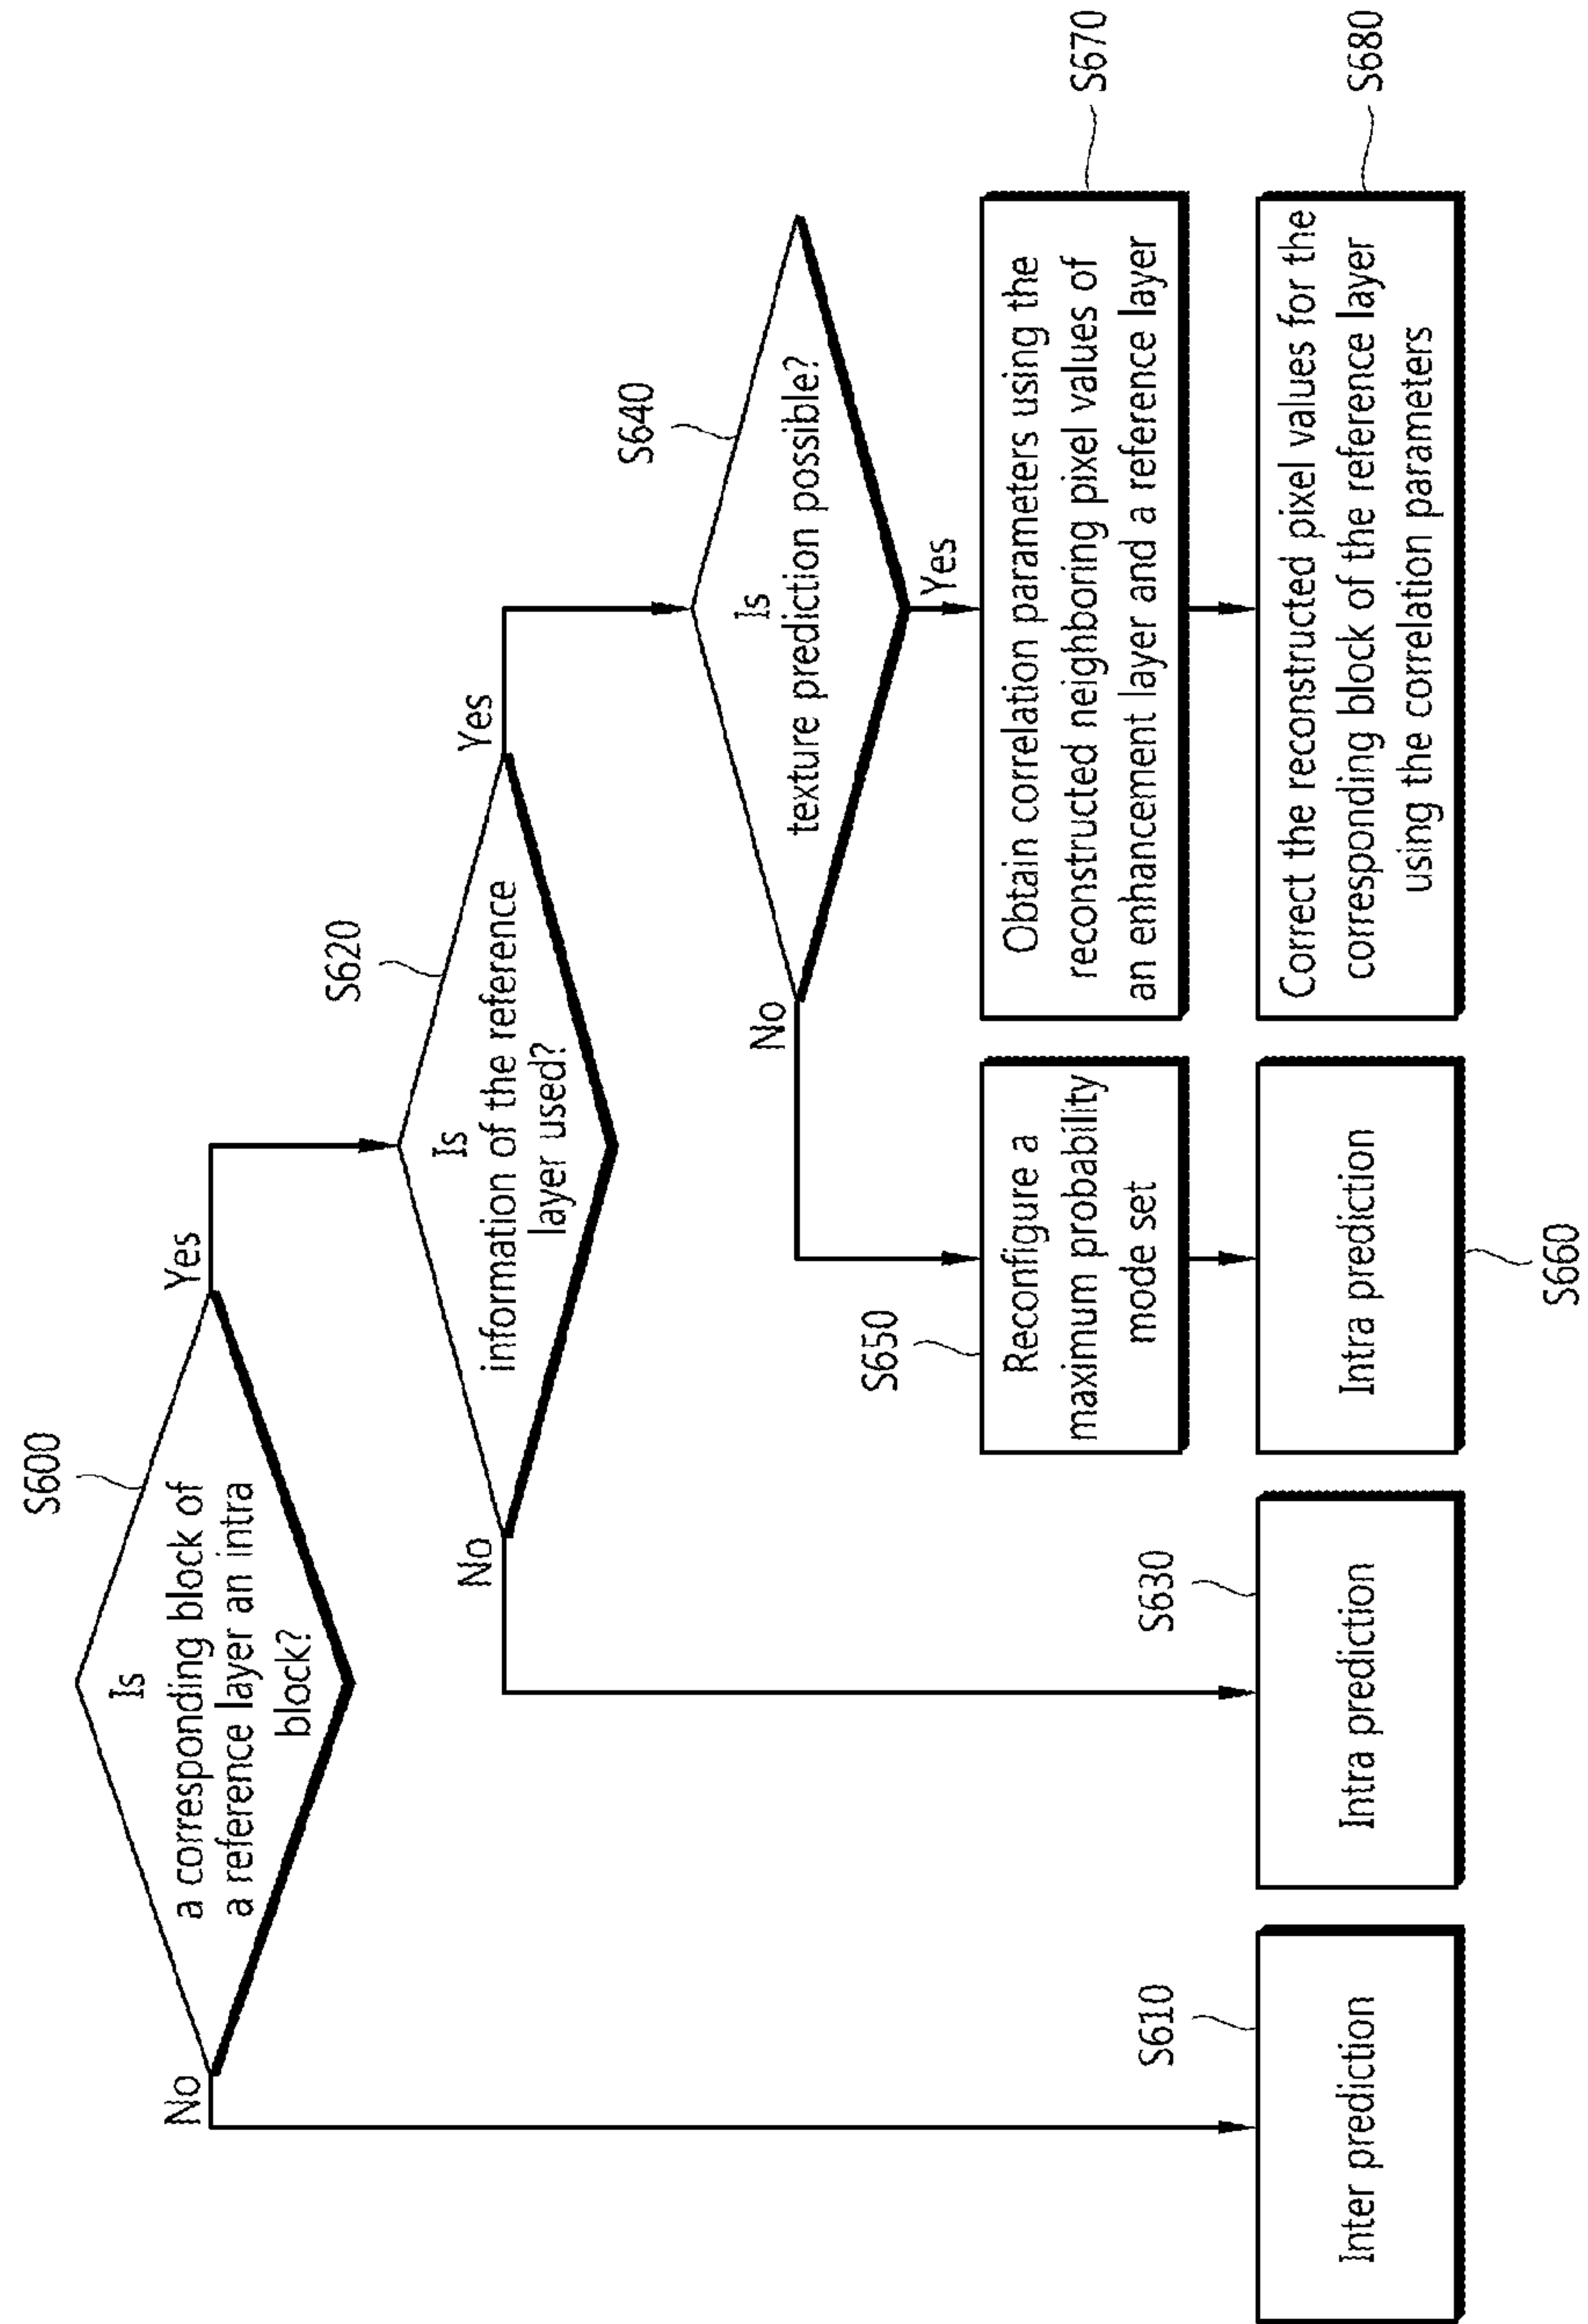 S600
Is
a corresponding block of
a reference layer an intra
block?
No
Yes
S620
Is
information of the reference
layer used?
No
Yes
S640
Is
texture prediction possible?
No
Yes
S610
Inter prediction
S630
Intra prediction
S650
Reconfigure a
maximum probability
mode set
Intra prediction
S660
Obtain correlation parameters using the
reconstructed neighboring pixel values of
an enhancement layer and a reference layer
S670
Correct the reconstructed pixel values for the
corresponding block of the reference layer
using the correlation parameters
S680